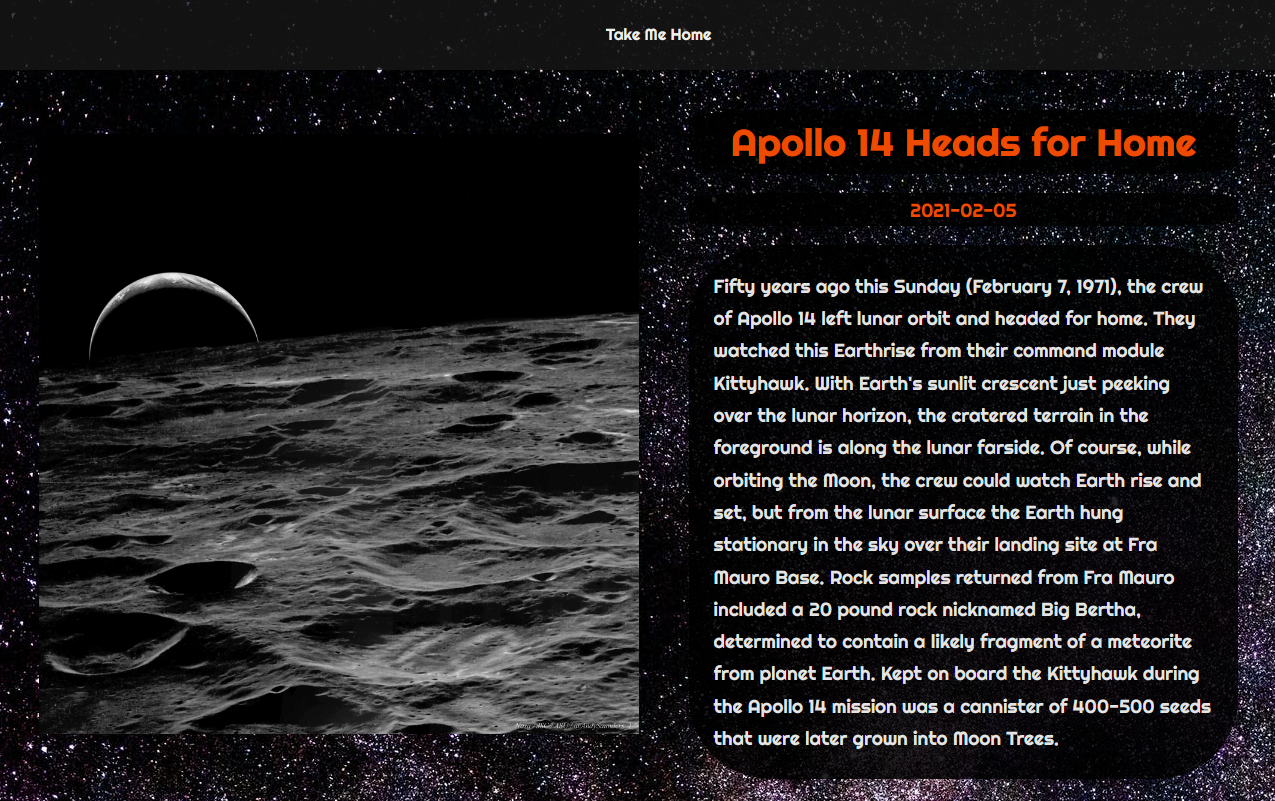 Take Me Home
Apollo 14 Heads for Home
2021-02-05
Fifty years ago this Sunday (February 7, 1971), the crew
of Apollo 14 left lunar orbit and headed for home. They
watched this Earthrise from their command module
Kittyhawk. With Earth's sunlit crescent just peeking
over the lunar horizon, the cratered terrain in the
foreground is along the lunar farside. Of course, while
orbiting the Moon, the crew could watch Earth rise and
set, but from the lunar surface the Earth hung
stationary in the sky over their landing site at Fra
Mauro Base. Rock samples returned from Fra Mauro
included a 20 pound rock nicknamed Big Bertha,
determined to contain a likely fragment of a meteorite
from planet Earth. Kept on board the Kittyhawk during
the Apollo 14 mission was a cannister of 400-500 seeds
that were later grown into Moon Trees.